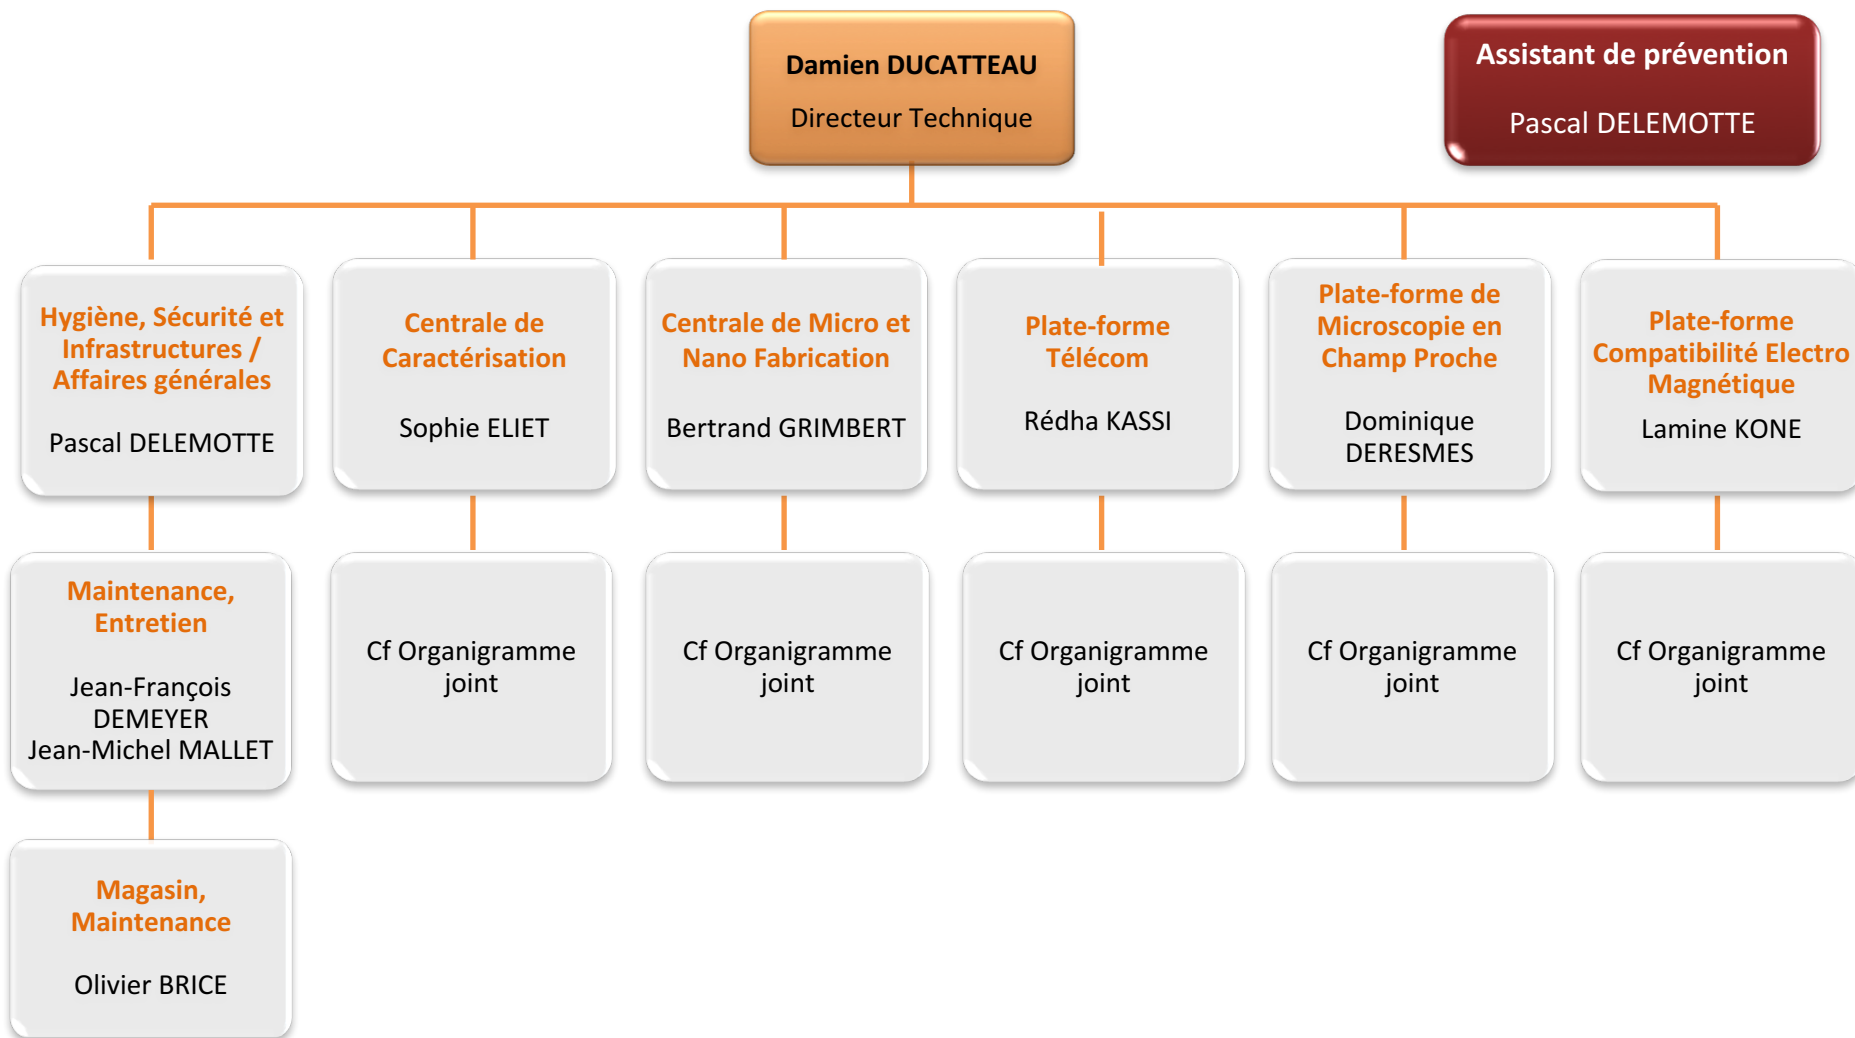 Damien DUCATTEAU
Directeur Technique
Assistant de prévention
Pascal DELEMOTTE
Hygiène, Sécurité et
Infrastructures /
Affaires générales
Pascal DELEMOTTE
Centrale de
Caractérisation
Sophie ELIET
Centrale de Micro et
Nano Fabrication
Bertrand GRIMBERT
Plate-forme
Télécom
Rédha KASSI
Plate-forme de
Microscopie en
Champ Proche
Dominique
DERESMES
Plate-forme
Compatibilité Electro
Magnétique
Lamine KONE
Maintenance,
Entretien
Jean-François
DEMEYER
Jean-Michel MALLET
Cf Organigramme
joint
Cf Organigramme
joint
Cf Organigramme
joint
Cf Organigramme
joint
Cf Organigramme
joint
Magasin,
Maintenance
Olivier BRICE